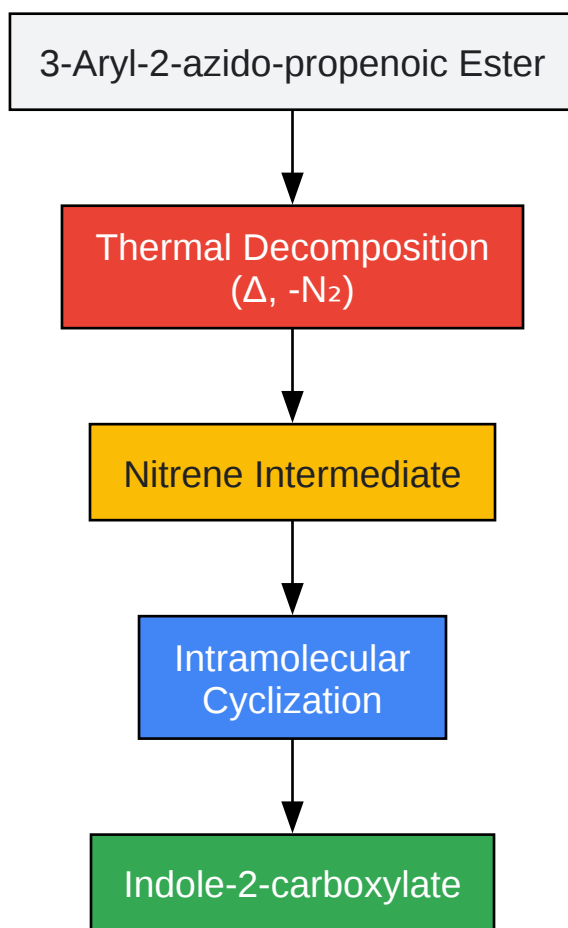 3-Aryl-2-azido-propenoic Ester
Thermal Decomposition
(Δ, -N₂)
Nitrene Intermediate
Intramolecular
Cyclization
Indole-2-carboxylate